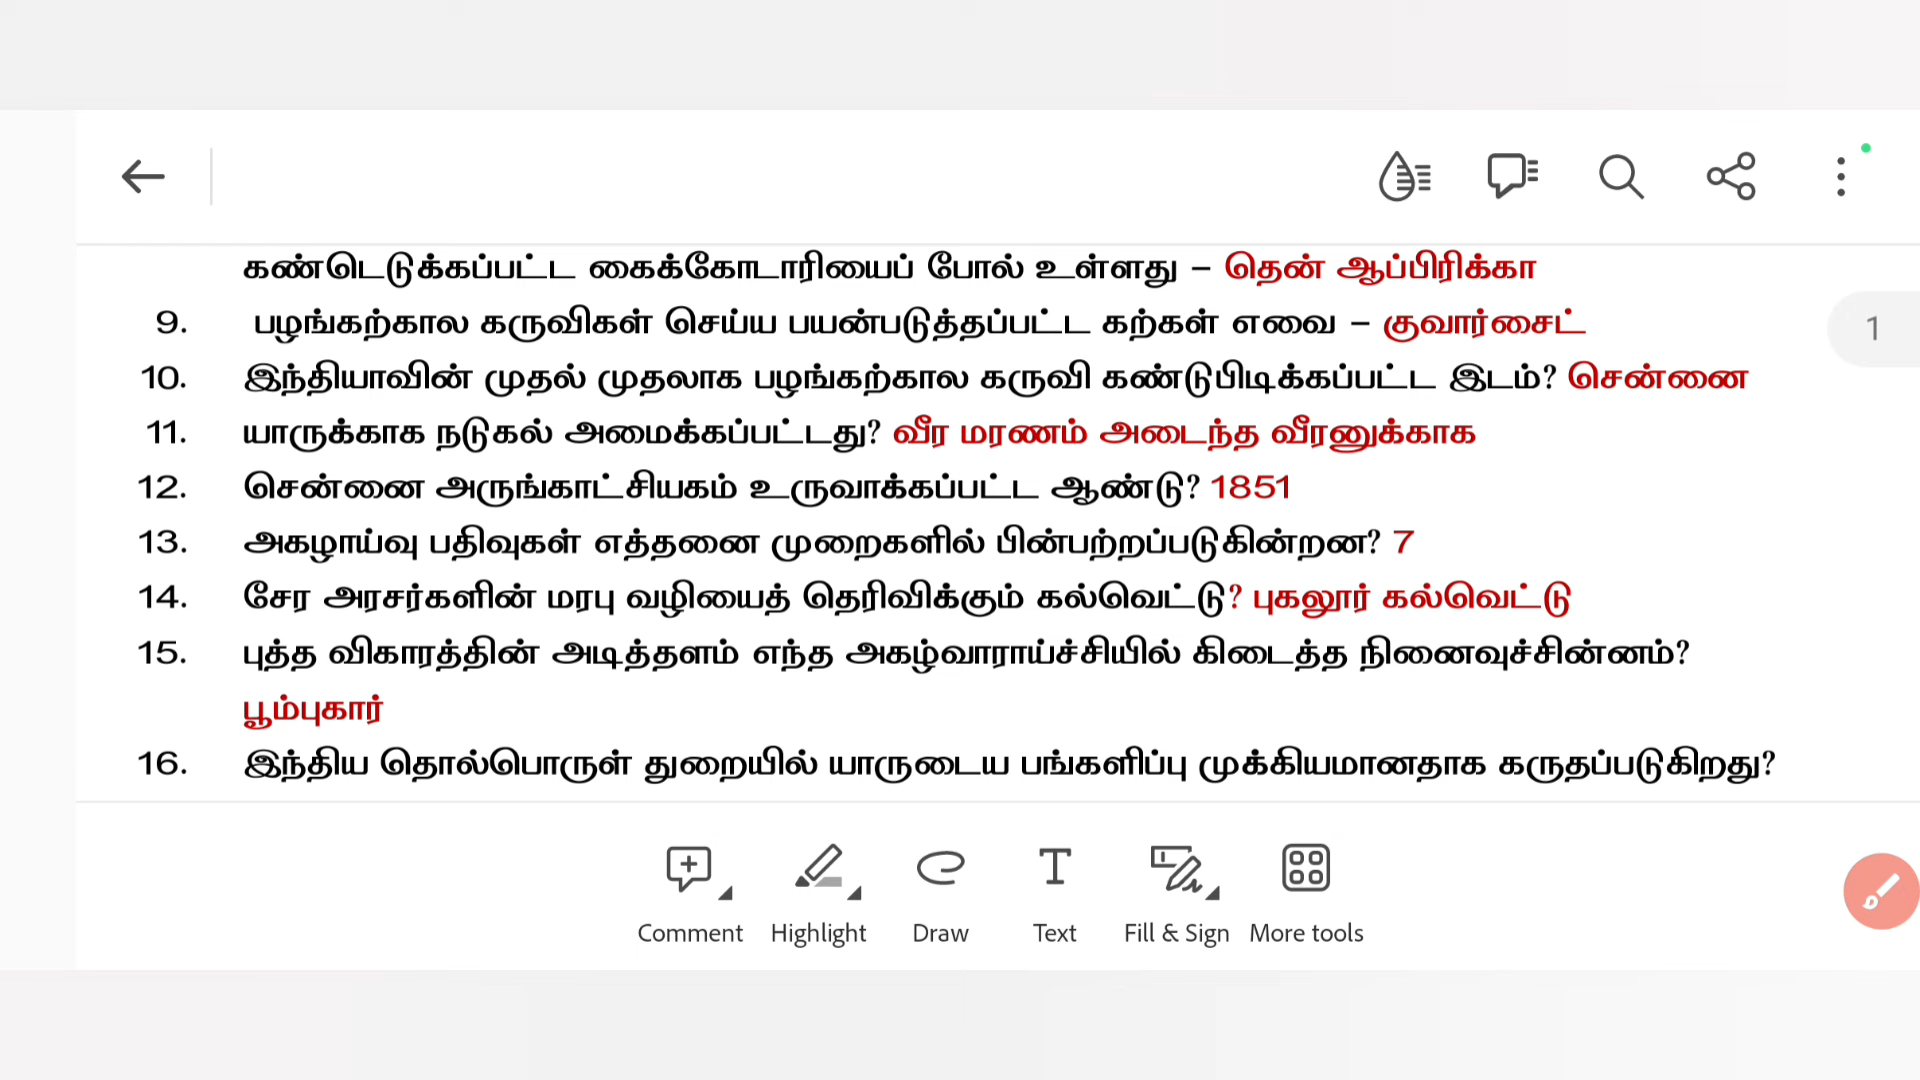 கண்டெடுக்கப்பட்ட கைக்கோடாரியைப் போல் உள்ளது – தென் ஆப்பிரிக்கா
9. பழங்கற்கால கருவிகள் செய்ய பயன்படுத்தப்பட்ட கற்கள் எவை – குவார்சைட்
1
10. இந்தியாவின் முதல் முதலாக பழங்கற்கால கருவி கண்டுபிடிக்கப்பட்ட இடம்? சென்னை
11. யாருக்காக நடுகல் அமைக்கப்பட்டது? வீர மரணம் அடைந்த வீரனுக்காக
12. சென்னை அருங்காட்சியகம் உருவாக்கப்பட்ட ஆண்டு? 1851
13. அகழாய்வு பதிவுகள் எத்தனை முறைகளில் பின்பற்றப்படுகின்றன? 7
14. சேர அரசர்களின் மரபு வழியைத் தெரிவிக்கும் கல்வெட்டு? புகலூர் கல்வெட்டு
15. புத்த விகாரத்தின் அடித்தளம் எந்த அகழ்வாராய்ச்சியில் கிடைத்த நினைவுச்சின்னம்?
பூம்புகார்
16. இந்திய தொல்பொருள் துறையில் யாருடைய பங்களிப்பு முக்கியமானதாக கருதப்படுகிறது?
Comment Highlight Draw Text Fill & Sign More tools